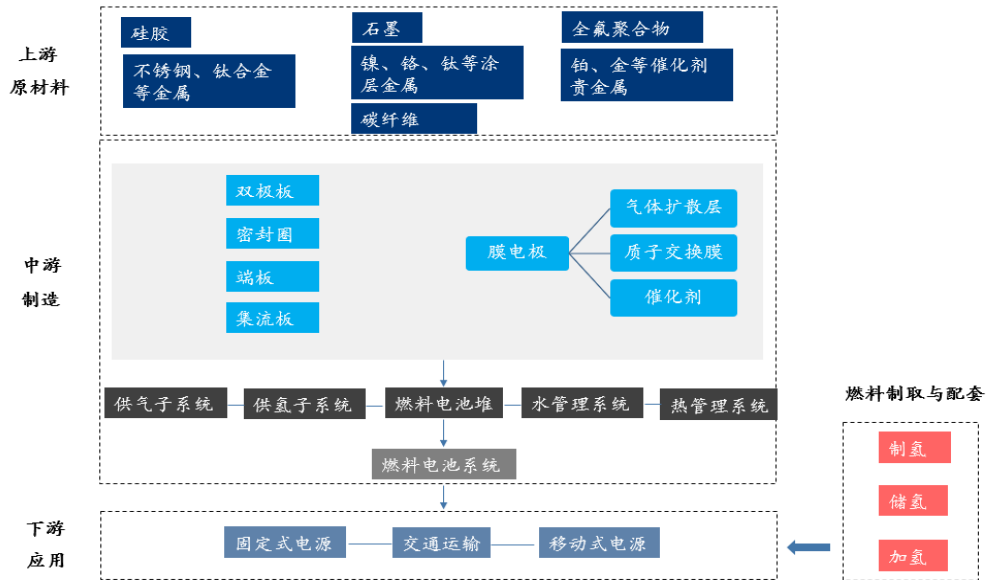 上游
原材料
硅胶
不锈钢、钛合金
等金属
石墨
镍、铬、钛等涂
层金属
碳纤维
全氟聚合物
铂、金等催化剂
贵金属
中游
制造
双极板
密封圈
端板
集流板
膜电极
气体扩散层
质子交换膜
催化剂
供气子系统
供氢子系统
燃料电池堆
水管理系统
热管理系统
燃料电池系统
下游
应用
固定式电源
交通运输
移动式电源
燃料制取与配套
制氢
储氢
加氢